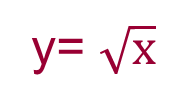 y= √x